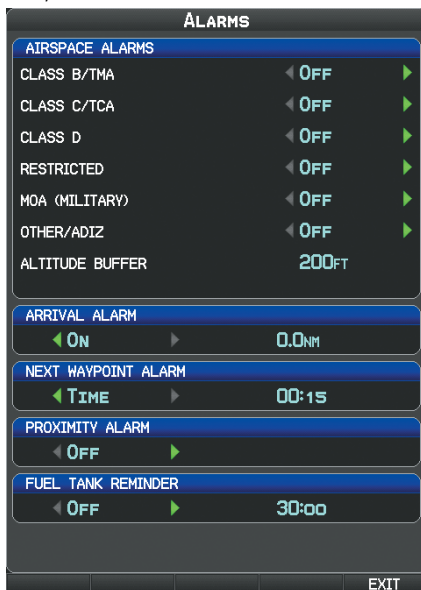 ALARMS
AIRSPACE ALARMS
CLASS B/TMA OFF
CLASS C/TCA OFF
CLASS D OFF
RESTRICTED OFF
MOA (MILITARY) OFF
OTHER/ADIZ OFF
ALTITUDE BUFFER 200FT
ARRIVAL ALARM
ON 0.0NM
NEXT WAYPOINT ALARM
TIME 00:15
PROXIMITY ALARM
OFF
FUEL TANK REMINDER
OFF 30:00
EXIT